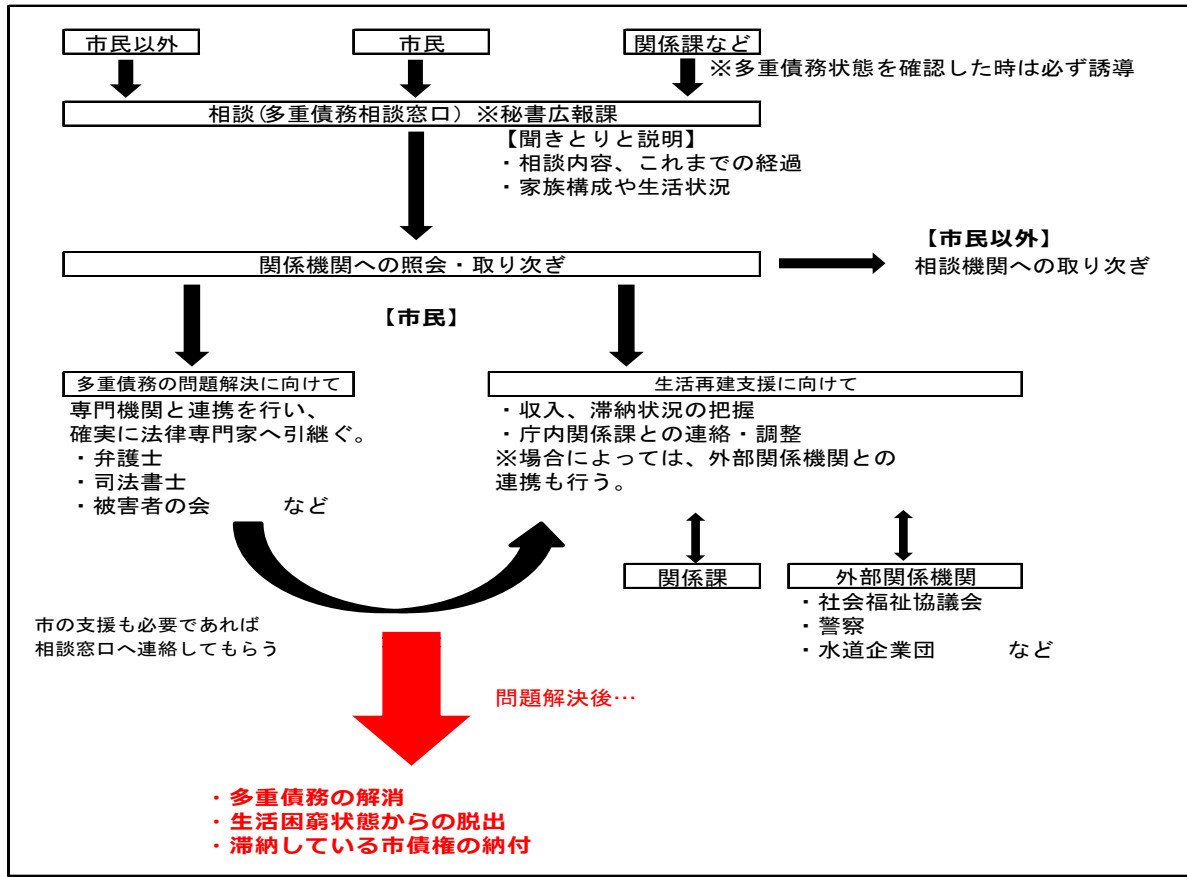 市民以外
市民
関係課など
※多重債務状態を確認した時は必ず誘導
相談(多重債務相談窓口) ※秘書広報課
【聞きとりと説明】
・相談内容、これまでの経過
・家族構成や生活状況
関係機関への照会・取り次ぎ
【市民以外】
相談機関への取り次ぎ
【市民】
多重債務の問題解決に向けて
専門機関と連携を行い、
確実に法律専門家へ引継ぐ。
・弁護士
・司法書士
・被害者の会 など
生活再建支援に向けて
・収入、滞納状況の把握
・庁内関係課との連絡・調整
※場合によっては、外部関係機関との
連携も行う。
関係課
外部関係機関
・社会福祉協議会
・警察
・水道企業団 など
市の支援も必要であれば
相談窓口へ連絡してもらう
問題解決後…
・多重債務の解消
・生活困窮状態からの脱出
・滞納している市債権の納付